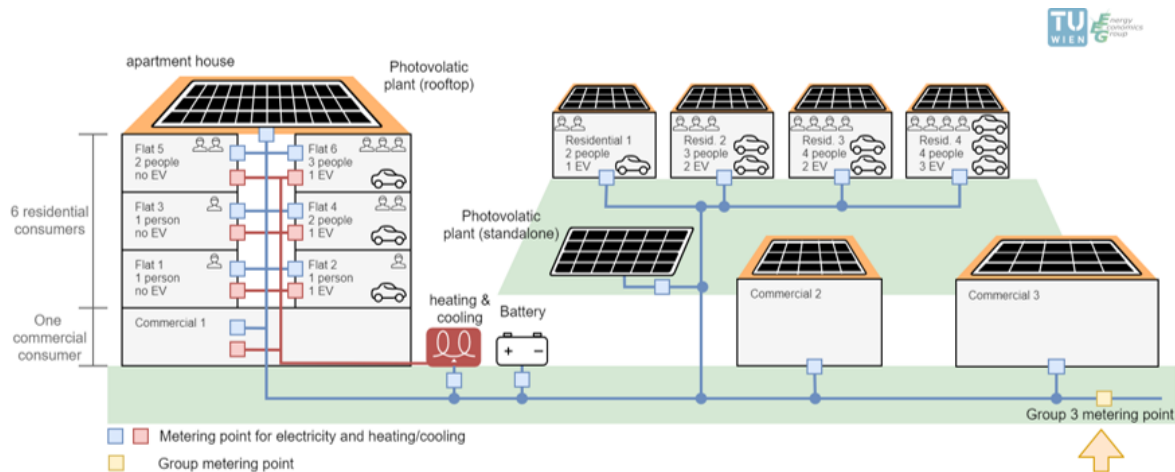 TU
WIEN
Energy
Economics
Group
EEG
apartment house
Photovolatic
plant (rooftop)
6 residential
consumers
One
commercial
consumer
Flat 5
2 people
no EV
Flat 6
3 people
1 EV
Flat 3
1 person
no EV
Flat 4
2 people
1 EV
Flat 1
1 person
no EV
Flat 2
1 person
1 EV
Commercial 1
heating &
cooling
Battery
+ −
Residential 1
2 people
1 EV
Resid. 2
3 people
2 EV
Resid. 3
4 people
2 EV
Resid. 4
4 people
3 EV
Photovolatic
plant (standalone)
Commercial 2
Commercial 3
Group 3 metering point
Metering point for electricity and heating/cooling
Group metering point